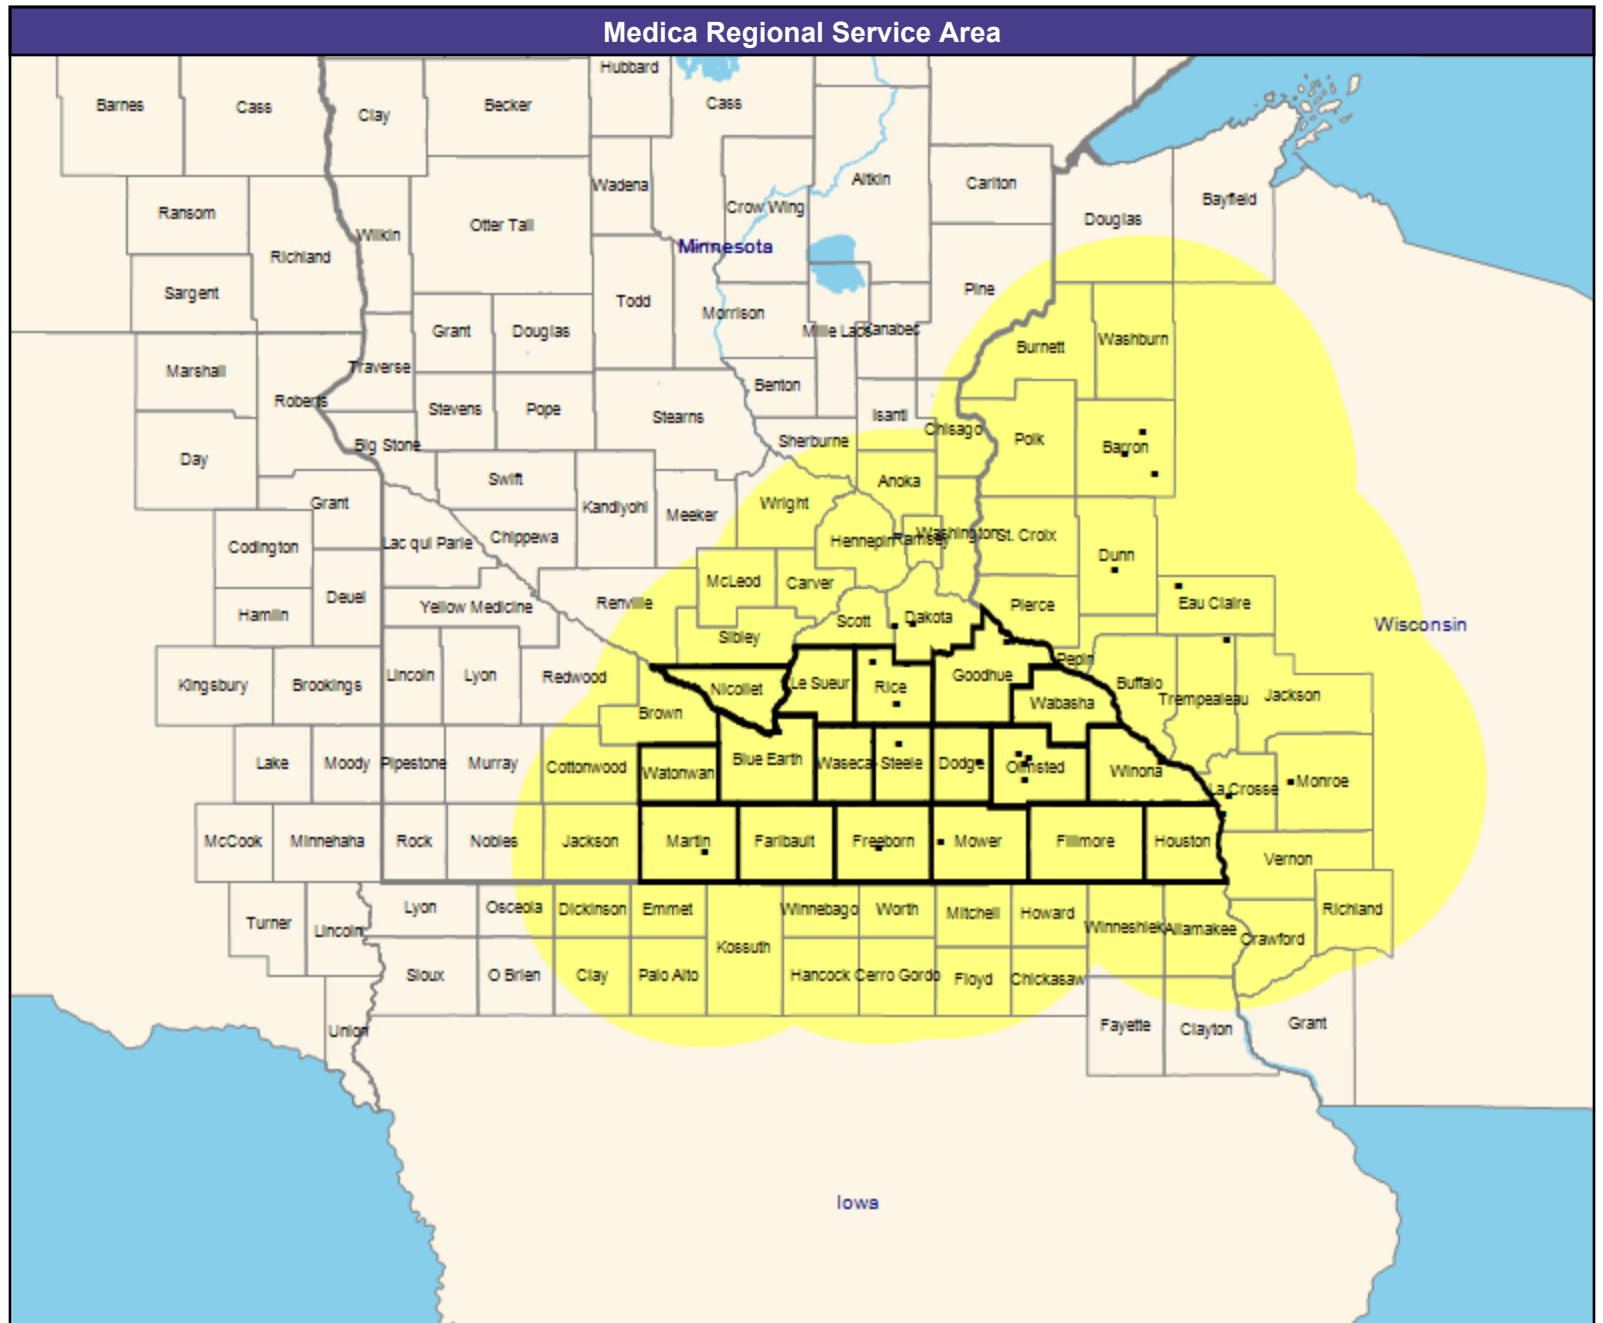 Medica Regional Service Area
Hubbard
Barnes
Cass
Clay
Becker
Cass
Wadena
Crow Wing
Aitkin
Carlton
Douglas
Bayfield
Ransom
Richland
Wilkin
Otter Tail
Minnesota
Sargent
Todd
Morrison
Pine
Grant
Douglas
Mille Lacs
Kanabec
Burnett
Washburn
Marshall
Roberts
Traverse
Stevens
Pope
Stearns
Benton
Isanti
Chisago
Polk
Barron
Day
Big Stone
Sherburne
Swift
Anoka
Grant
Kandiyohi
Meeker
Wright
Codington
Lac qui Parle
Chippewa
Hennepin
Ramsey
Washington
St. Croix
Dunn
Hamlin
Deuel
Yellow Medicine
Renville
McLeod
Carver
Scott
Dakota
Pierce
Eau Claire
Wisconsin
Sibley
Kingsbury
Brookings
Lincoln
Lyon
Redwood
Nicollet
Le Sueur
Rice
Goodhue
Pepin
Buffalo
Trempealeau
Jackson
Brown
Wabasha
Lake
Moody
Pipestone
Murray
Cottonwood
Watonwan
Blue Earth
Waseca
Steele
Dodge
Olmsted
Winona
La Crosse
Monroe
McCook
Minnehaha
Rock
Nobles
Jackson
Martin
Faribault
Freeborn
Mower
Fillmore
Houston
Vernon
Turner
Lincoln
Lyon
Osceola
Dickinson
Emmet
Kossuth
Winnebago
Worth
Mitchell
Howard
Winneshiek
Allamakee
Crawford
Richland
Sioux
O Brien
Clay
Palo Alto
Hancock
Cerro Gordo
Floyd
Chickasaw
Union
Fayette
Clayton
Grant
Iowa